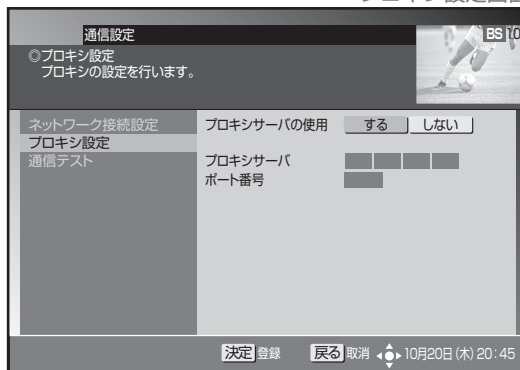 通信設定
BS 10
◎プロキシ設定
プロキシの設定を行います。
ネットワーク接続設定
プロキシ設定
通信テスト
プロキシサーバの使用 する しない
プロキシサーバ
ポート番号
決定 登録 戻る 取消 10月20日(木)20:45